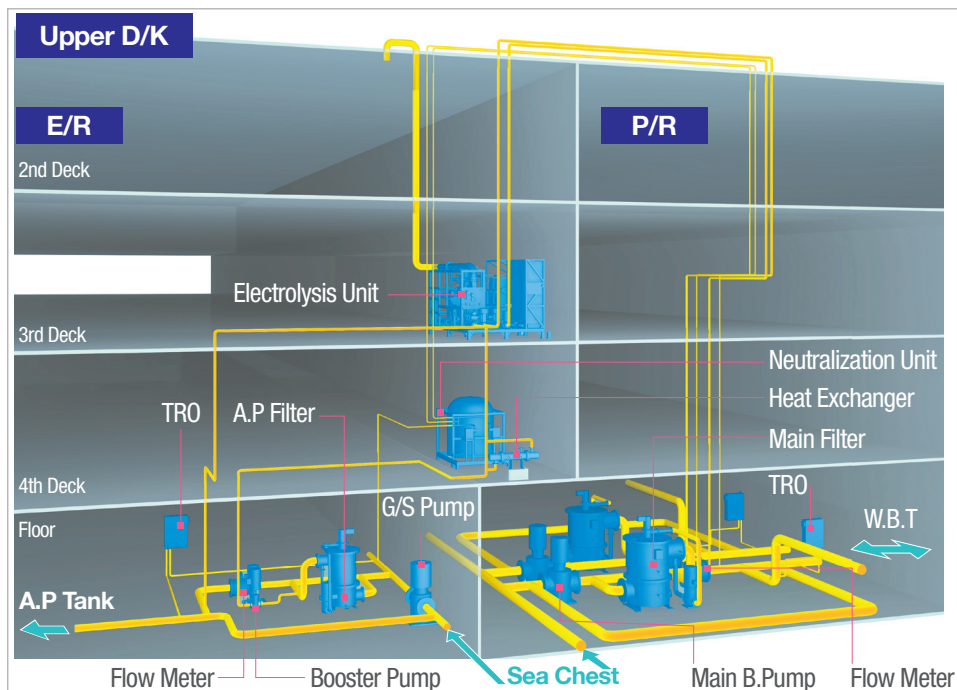 Upper D/K
E/R
P/R
2nd Deck
Electrolysis Unit
3rd Deck
Neutralization Unit
Heat Exchanger
TRO
A.P Filter
Main Filter
4th Deck
G/S Pump
TRO
Floor
W.B.T
A.P Tank
Flow Meter
Booster Pump
Sea Chest
Main B.Pump
Flow Meter